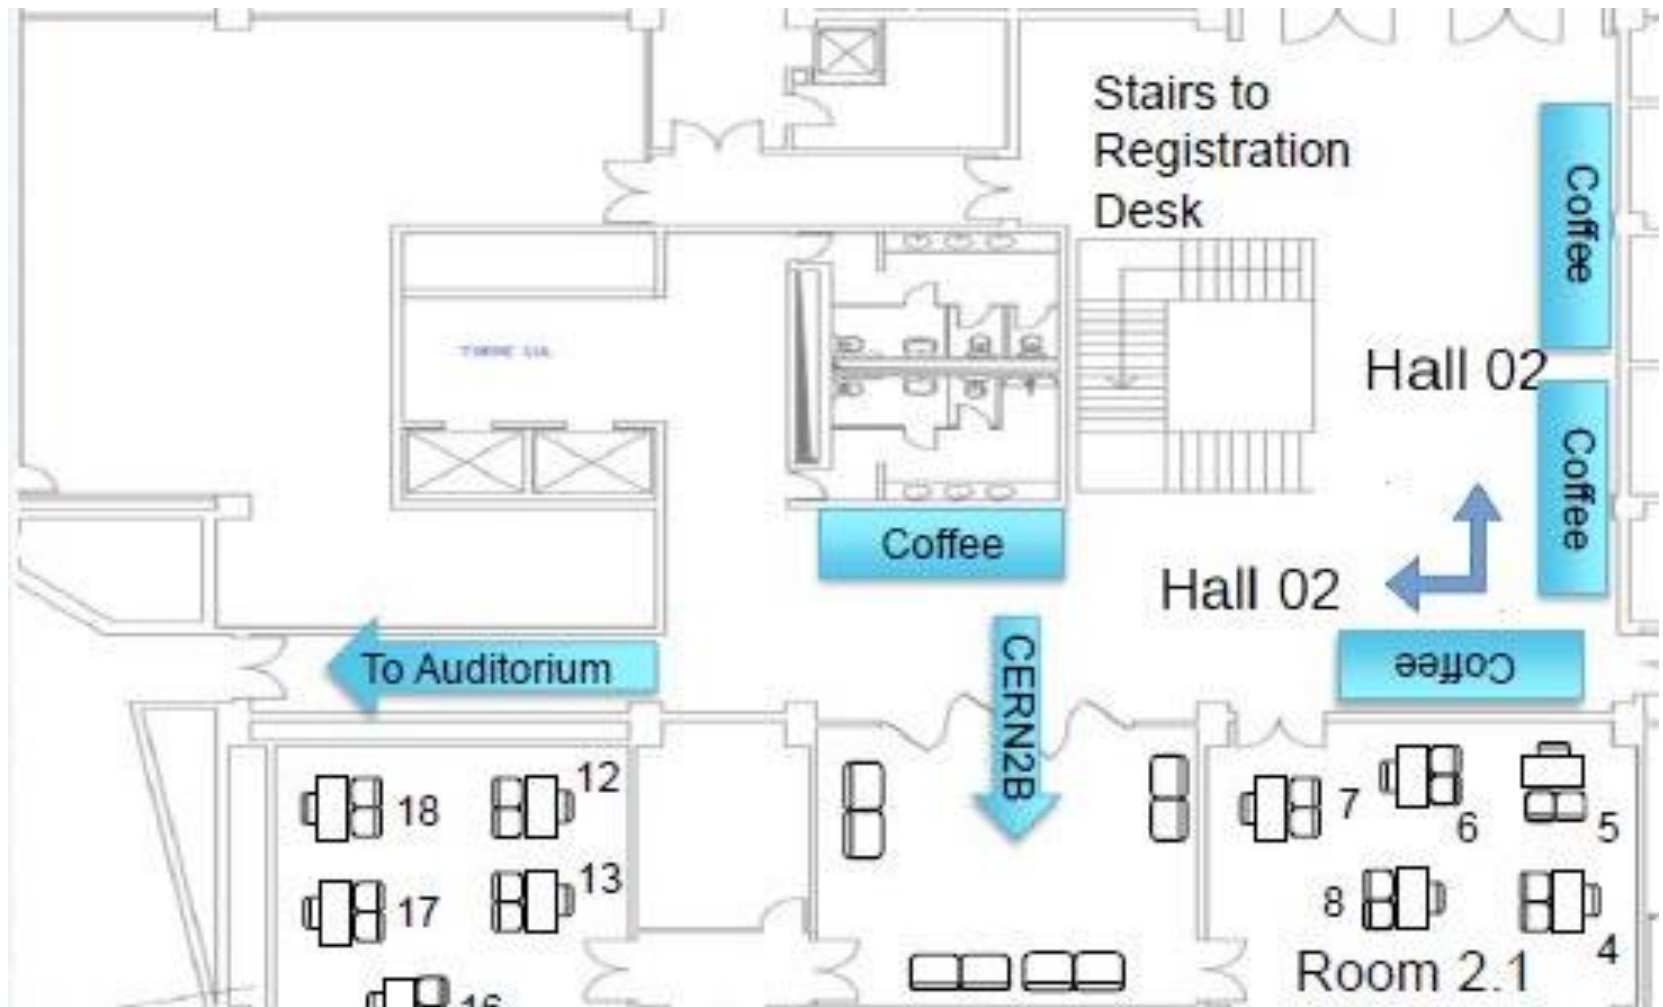 Stairs to
Registration
Desk
Coffee
Hall 02
Coffee
Coffee
Hall 02
Coffee
To Auditorium
CERN2B
18
12
17
13
16
7
6
5
8
4
Room 2.1